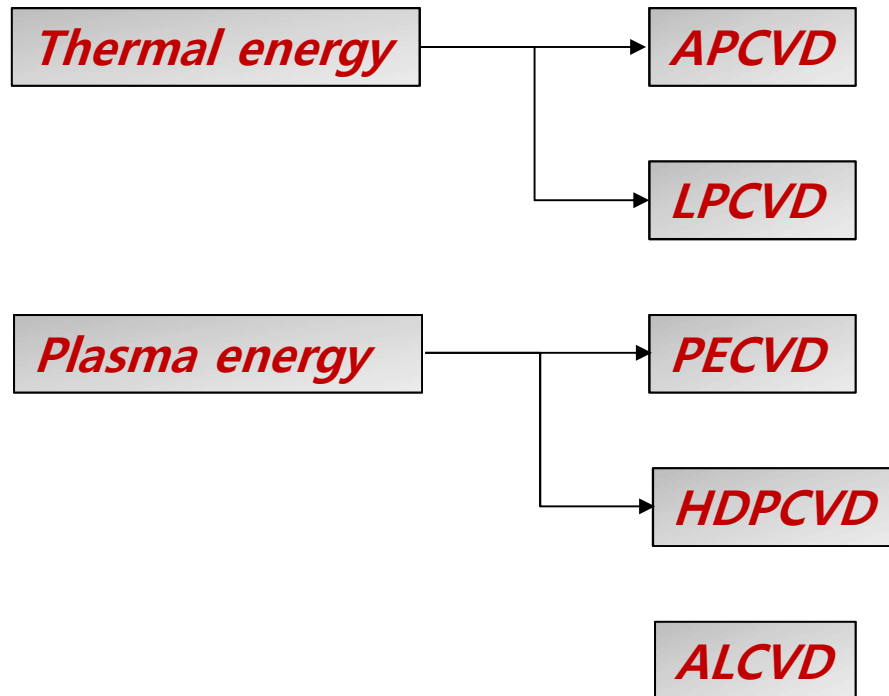 Thermal energy
APCVD
LPCVD
Plasma energy
PECVD
HDPCVD
ALCVD